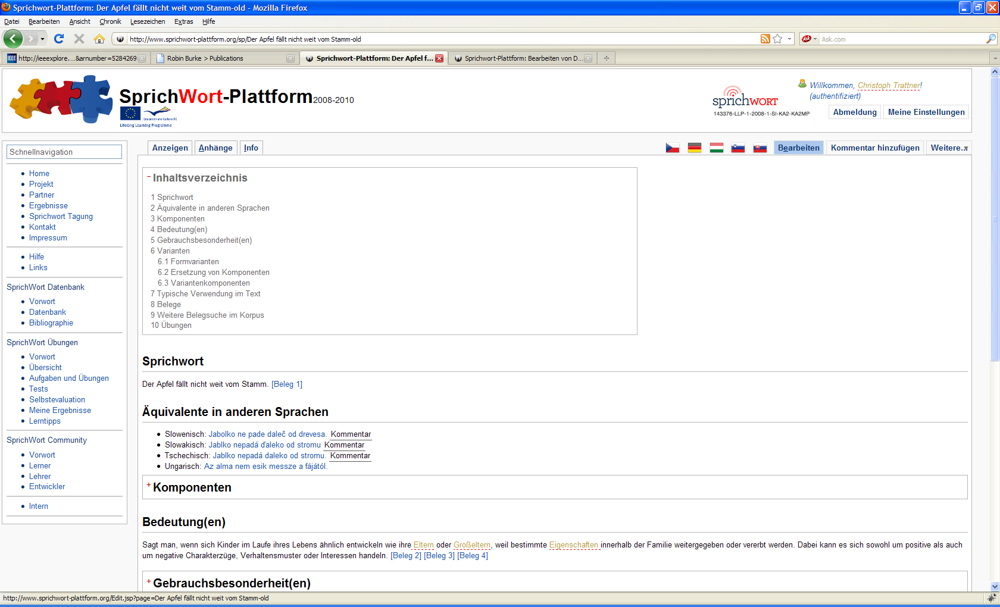 Sprichwort-Plattform: Der Apfel fällt nicht weit vom Stamm-old - Mozilla Firefox
Datei Bearbeiten Ansicht Chronik Lesezeichen Extras Hilfe
http://www.sprichwort-plattform.org/sp/Der Apfel fällt nicht weit vom Stamm-old
Ask Ask.com
IEEE http://ieeexplore....&arnumber=5284269
Robin Burke > Publications
Sprichwort-Plattform: Der Apfel f...
Sprichwort-Plattform: Bearbeiten von D...
SprichWort-Plattform2008-2010
Education and Culture DG
Lifelong Learning Programme
sprichWORT
143376-LLP-1-2008-1-SI-KA2-KA2MP
Willkommen, Christoph Trattner!
(authentifiziert)
Abmeldung Meine Einstellungen
Schnellnavigation
Home
Projekt
Partner
Ergebnisse
Sprichwort Tagung
Kontakt
Impressum
Hilfe
Links
SprichWort Datenbank
Vorwort
Datenbank
Bibliographie
SprichWort Übungen
Vorwort
Übersicht
Aufgaben und Übungen
Tests
Selbstevaluation
Meine Ergebnisse
Lerntipps
SprichWort Community
Vorwort
Lerner
Lehrer
Entwickler
Intern
Anzeigen Anhänge Info
Bearbeiten Kommentar hinzufügen Weitere..
Inhaltsverzeichnis
1 Sprichwort
2 Äquivalente in anderen Sprachen
3 Komponenten
4 Bedeutung(en)
5 Gebrauchsbesonderheit(en)
6 Varianten
6.1 Formvarianten
6.2 Ersetzung von Komponenten
6.3 Variantenkomponenten
7 Typische Verwendung im Text
8 Belege
9 Weitere Belegsuche im Korpus
10 Übungen
Sprichwort
Der Apfel fällt nicht weit vom Stamm. [Beleg 1]
Äquivalente in anderen Sprachen
Slowenisch: Jabolko ne pade daleč od drevesa. Kommentar
Slowakisch: Jablko nepadá ďaleko od stromu Kommentar
Tschechisch: Jablko nepadá daleko od stromu. Kommentar
Ungarisch: Az alma nem esik messze a fájától.
+ Komponenten
Bedeutung(en)
Sagt man, wenn sich Kinder im Laufe ihres Lebens ähnlich entwickeln wie ihre Eltern oder Großeltern, weil bestimmte Eigenschaften innerhalb der Familie weitergegeben oder vererbt werden. Dabei kann es sich sowohl um positive als auch
um negative Charakterzüge, Verhaltensmuster oder Interessen handeln. [Beleg 2] [Beleg 3] [Beleg 4]
+ Gebrauchsbesonderheit(en)
http://www.sprichwort-plattform.org/Edit.jsp?page=Der Apfel fällt nicht weit vom Stamm-old